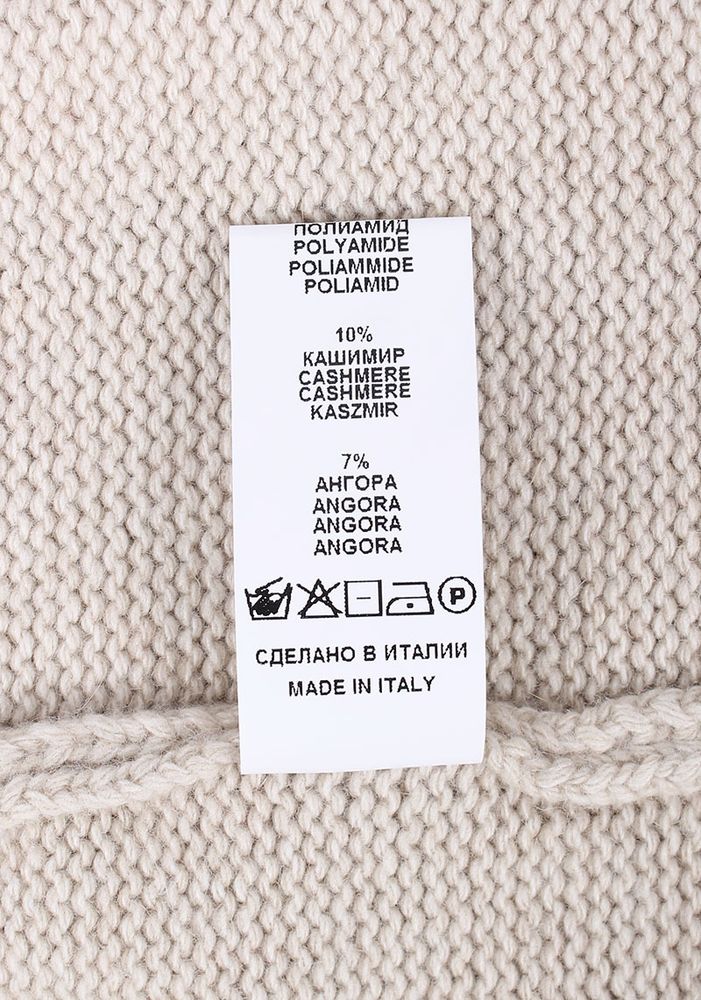 ПОЛИАМИД
POLYAMIDE
POLIAMMIDE
POLIAMID
10%
КАШИМИР
CASHMERE
CASHMERE
KASZMIR
7%
АНГОРА
ANGORA
ANGORA
ANGORA
P
СДЕЛАНО В ИТАЛИИ
MADE IN ITALY